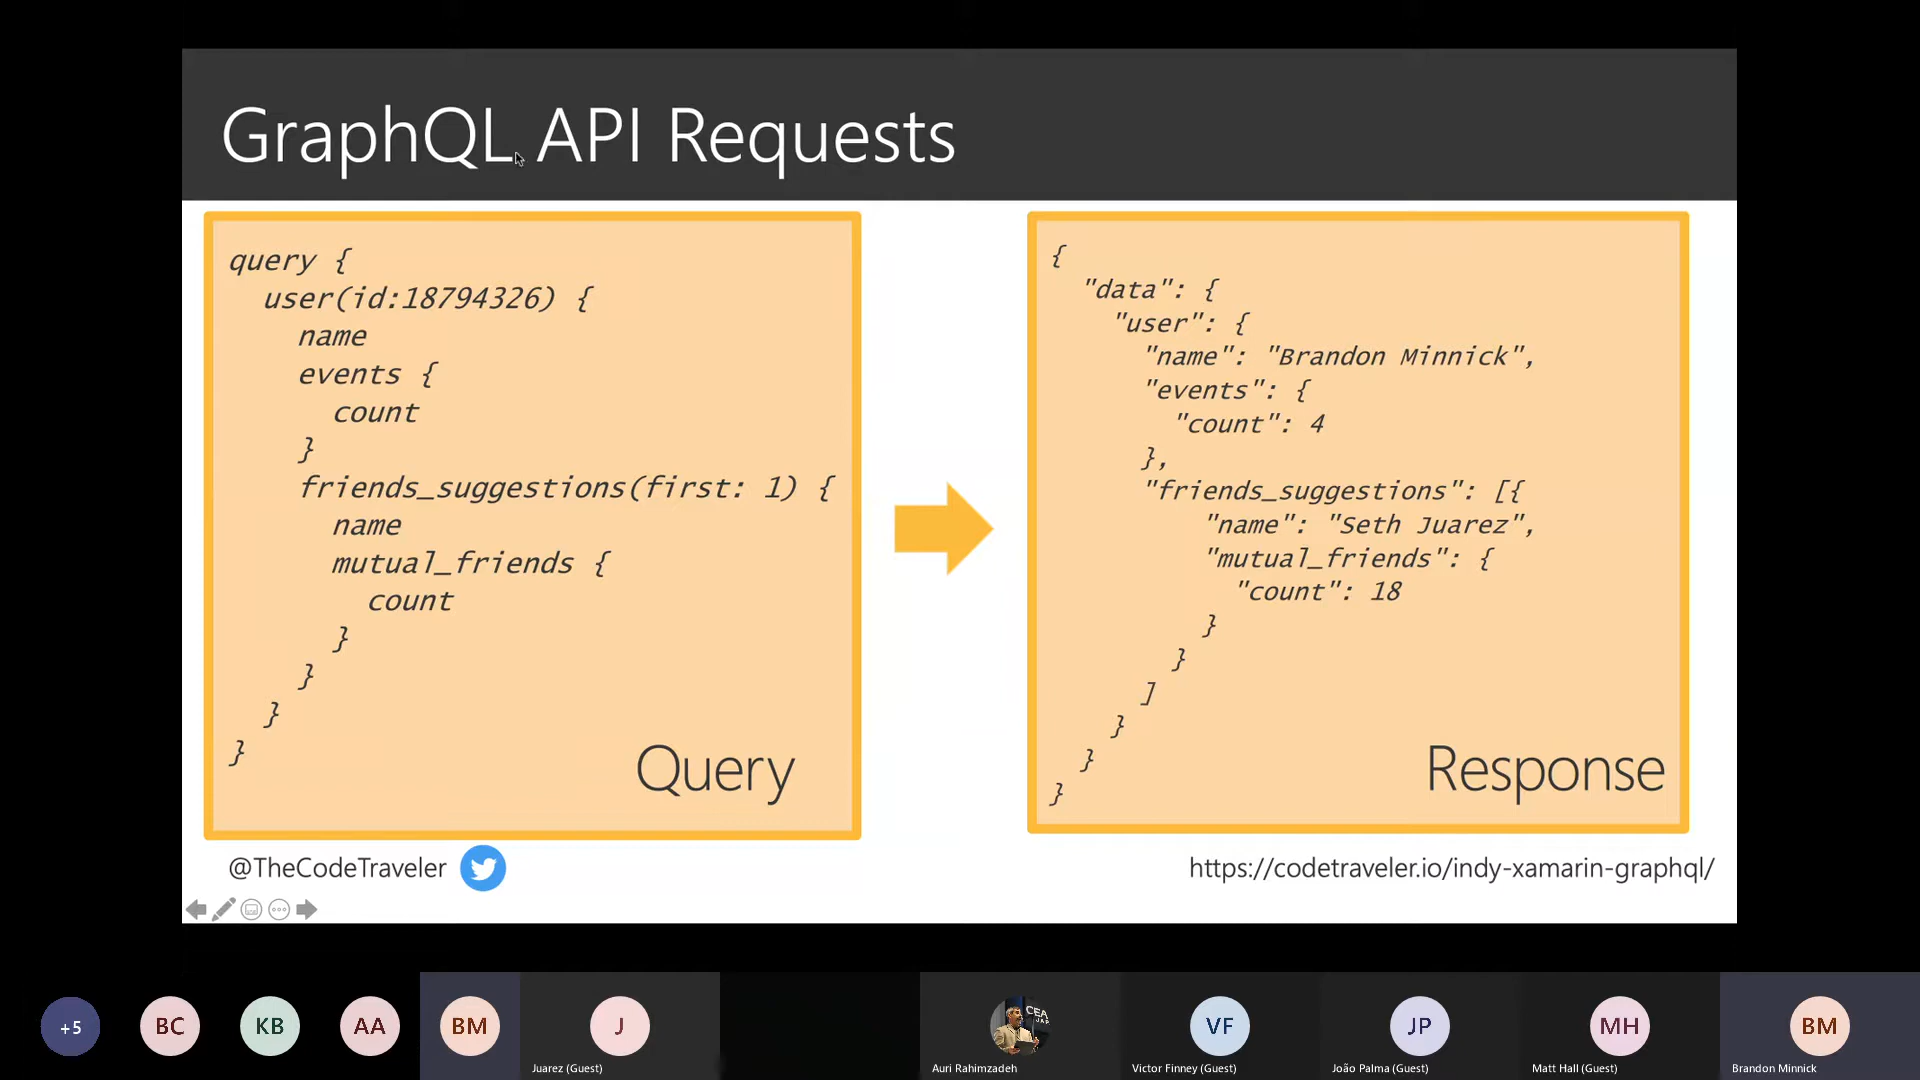 GraphQL API Requests
query {
user(id:18794326) {
name
events {
count
}
friends_suggestions(first: 1) {
name
mutual_friends {
count
}
}
}
}
Query
{
"data": {
"user": {
"name": "Brandon Minnick",
"events": {
"count": 4
},
"friends_suggestions": [{
"name": "Seth Juarez",
"mutual_friends": {
"count": 18
}
}
]
}
}
}
Response
@TheCodeTraveler
https://codetraveler.io/indy-xamarin-graphql/
+5
BC
KB
AA
BM
J
Juarez (Guest)
CEA
JAP
Auri Rahimzadeh
VF
Victor Finney (Guest)
JP
João Palma (Guest)
MH
Matt Hall (Guest)
BM
Brandon Minnick